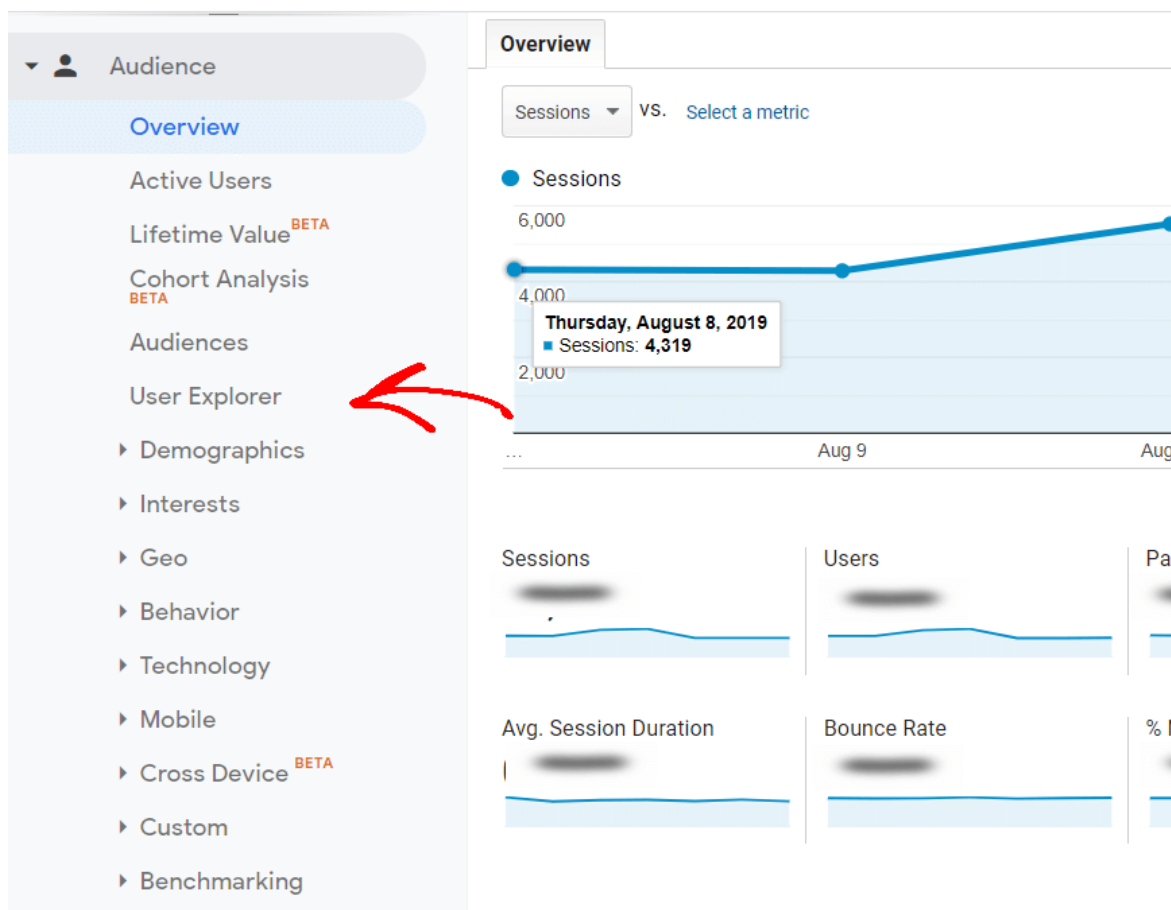 Audience
Overview
Active Users
Lifetime Value BETA
Cohort Analysis
BETA
Audiences
User Explorer
Demographics
Interests
Geo
Behavior
Technology
Mobile
Cross Device BETA
Custom
Benchmarking
Overview
Sessions VS. Select a metric
Sessions
6,000
4,000
Thursday, August 8, 2019
Sessions: 4,319
2,000
... Aug 9 Aug
Sessions Users Pa
Avg. Session Duration Bounce Rate %